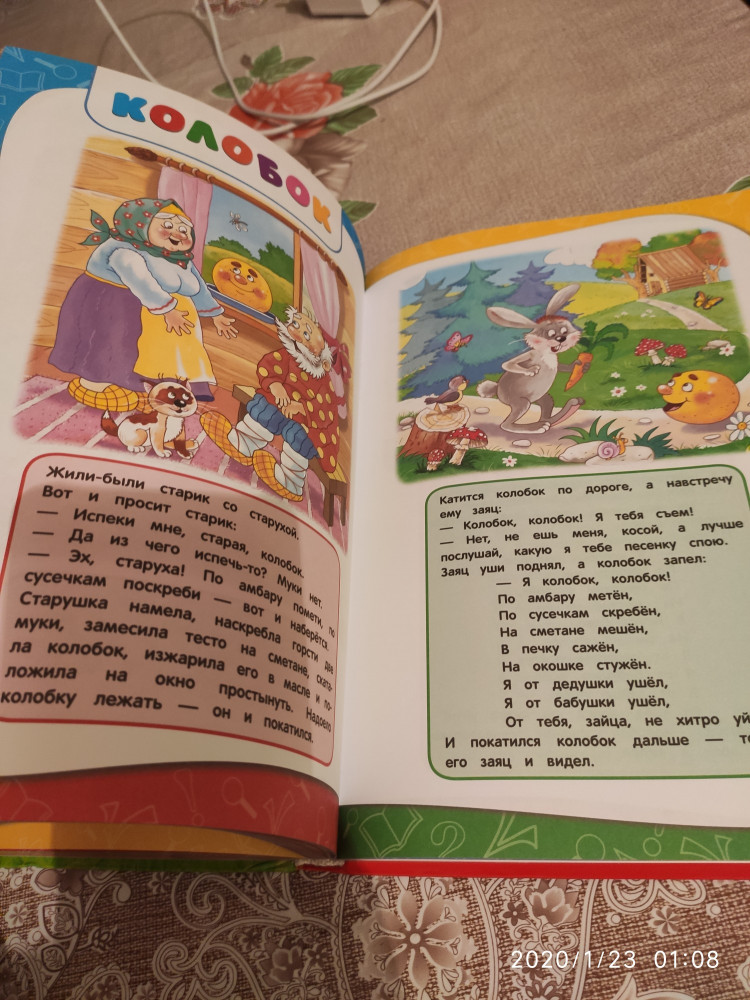 КОЛОБОК
Жили-были старик со старухой.
Вот и просит старик:
— Испеки мне, старая, колобок.
— Да из чего испечь-то? Муки нет.
— Эх, старуха! По амбару помети, по
сусечкам поскреби — вот и наберётся.
Старушка намела, наскребла горсти две
муки, замесила тесто на сметане, ската-
ла колобок, изжарила его в масле и по-
ложила на окно простынуть. Надоело
колобку лежать — он и покатился.
Катится колобок по дороге, а навстречу
ему заяц:
— Колобок, колобок! Я тебя съем!
— Нет, не ешь меня, косой, а лучше
послушай, какую я тебе песенку спою.
Заяц уши поднял, а колобок запел:
— Я колобок, колобок!
По амбару метён,
По сусечкам скребён,
На сметане мешён,
В печку сажён,
На окошке стужён.
Я от дедушки ушёл,
Я от бабушки ушёл,
От тебя, зайца, не хитро
И покатился колобок дальше —
его заяц и видел.
2020/1/23 01:08